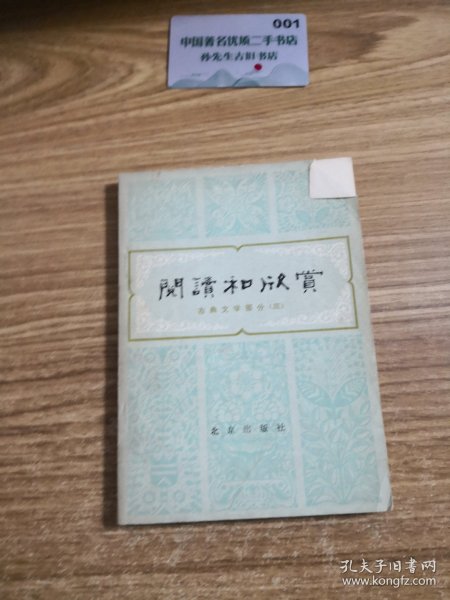 001
中国著名优质二手书店
孙先生古旧书店
閱讀和欣赏
古典文学部分（三）
北京出版社
孔夫子旧书网
www.kongfz.com